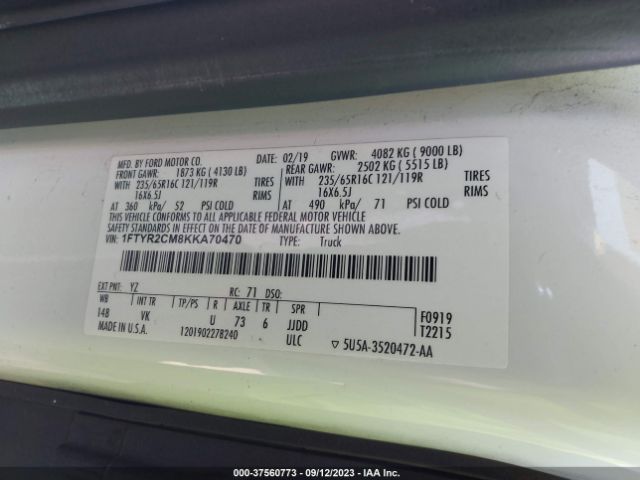 MFD. BY FORD MOTOR CO. DATE: 02/19 GVWR: 4082 KG ( 9000 LB)
FRONT GAWR: 1873 KG ( 4130 LB) REAR GAWR: 2502 KG ( 5515 LB)
WITH 235/65R16C 121/119R TIRES WITH 235/65R16C 121/119R TIRES
16X6.5J RIMS 16X6.5J RIMS
AT 360 kPa/ 52 PSI COLD AT 490 kPa/ 71 PSI COLD
THIS VEHICLE CONFORMS TO ALL APPLICABLE FEDERAL MOTOR VEHICLE
SAFETY STANDARDS IN EFFECT ON THE DATE OF MANUFACTURE SHOWN ABOVE.
VIN: 1FTYR2CM8KKA70470 TYPE: Truck
EXT PNT: YZ RC: 71 DSO:
WB INT TR TP/PS R AXLE TR SPR F0919
148 VK U 73 6 JJDD T2215
MADE IN U.S.A. 1201902278240 ULC 5U5A-3520472-AA
000-37560773 - 09/12/2023 - IAA Inc.